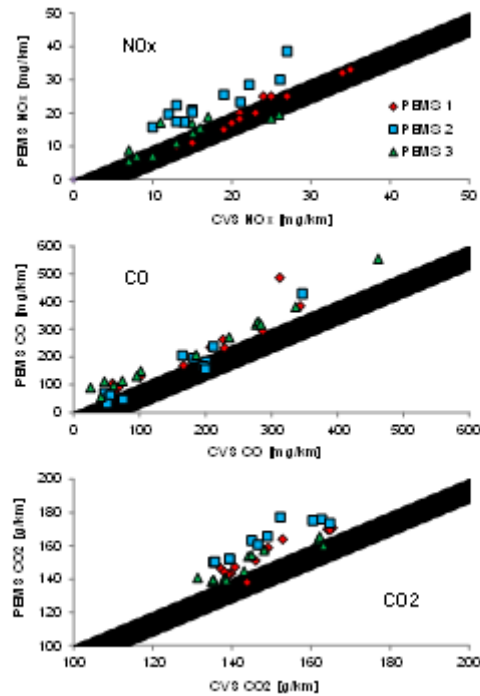 50
40
30
20
10
0
PEMS NOx [mg/km]
NOx
PEMS 1
PEMS 2
PEMS 3
0 10 20 30 40 50
CVS NOx [mg/km]
600
500
400
300
200
100
0
PEMS CO [mg/km]
CO
0 100 200 300 400 500 600
CVS CO [mg/km]
200
180
160
140
120
100
PEMS CO2 [g/km]
CO2
100 120 140 160 180 200
CVS CO2 [g/km]